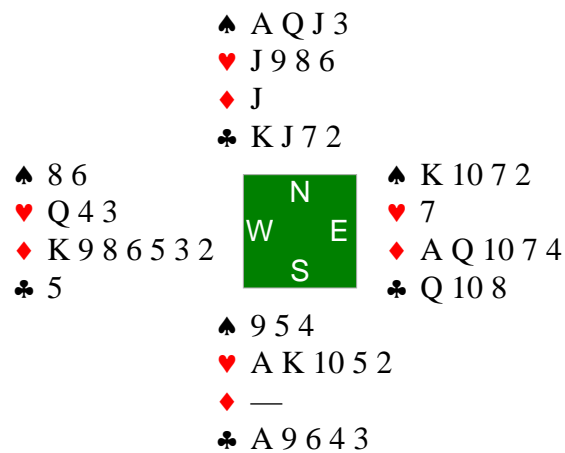 ♠ A Q J 3
♥ J 9 8 6
♦ J
♣ K J 7 2
♠ 8 6
♥ Q 4 3
♦ K 9 8 6 5 3 2
♣ 5
N
W E
S
♠ K 10 7 2
♥ 7
♦ A Q 10 7 4
♣ Q 10 8
♠ 9 5 4
♥ A K 10 5 2
♦ —
♣ A 9 6 4 3